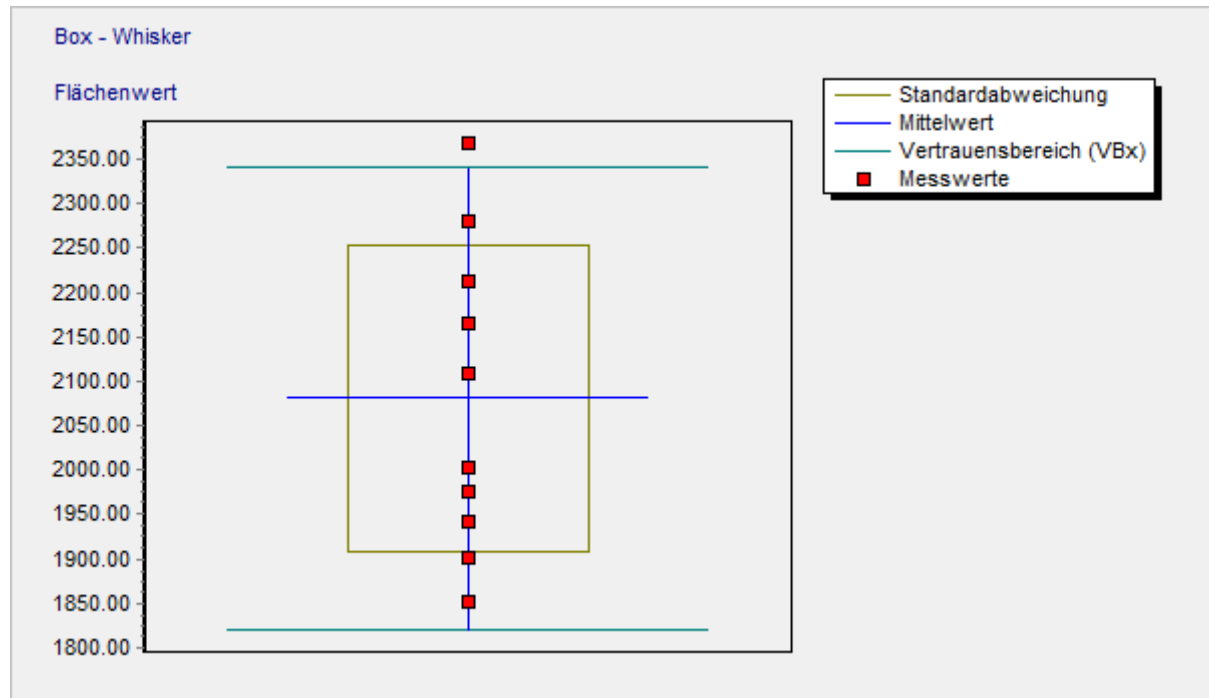 Box - Whisker
Flächenwert
Standardabweichung
Mittelwert
Vertrauensbereich (VBx)
Messwerte
2350.00
2300.00
2250.00
2200.00
2150.00
2100.00
2050.00
2000.00
1950.00
1900.00
1850.00
1800.00